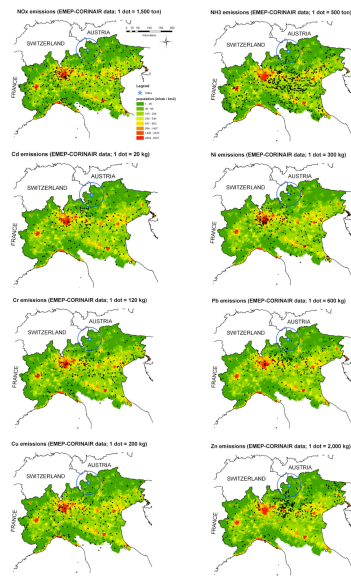 NOx emissions (EMEP-CORINAIR data; 1 dot = 1,500 ton)
AUSTRIA
SWITZERLAND
FRANCE
Legend
population (inhab / km2)
NH3 emissions (EMEP-CORINAIR data; 1 dot = 500 ton)
AUSTRIA
SWITZERLAND
FRANCE
Cd emissions (EMEP-CORINAIR data; 1 dot = 20 kg)
AUSTRIA
SWITZERLAND
FRANCE
Ni emissions (EMEP-CORINAIR data; 1 dot = 300 kg)
AUSTRIA
SWITZERLAND
FRANCE
Cr emissions (EMEP-CORINAIR data; 1 dot = 120 kg)
AUSTRIA
SWITZERLAND
FRANCE
Pb emissions (EMEP-CORINAIR data; 1 dot = 600 kg)
AUSTRIA
SWITZERLAND
FRANCE
Cu emissions (EMEP-CORINAIR data; 1 dot = 200 kg)
AUSTRIA
SWITZERLAND
FRANCE
Zn emissions (EMEP-CORINAIR data; 1 dot = 2,000 kg)
AUSTRIA
SWITZERLAND
FRANCE